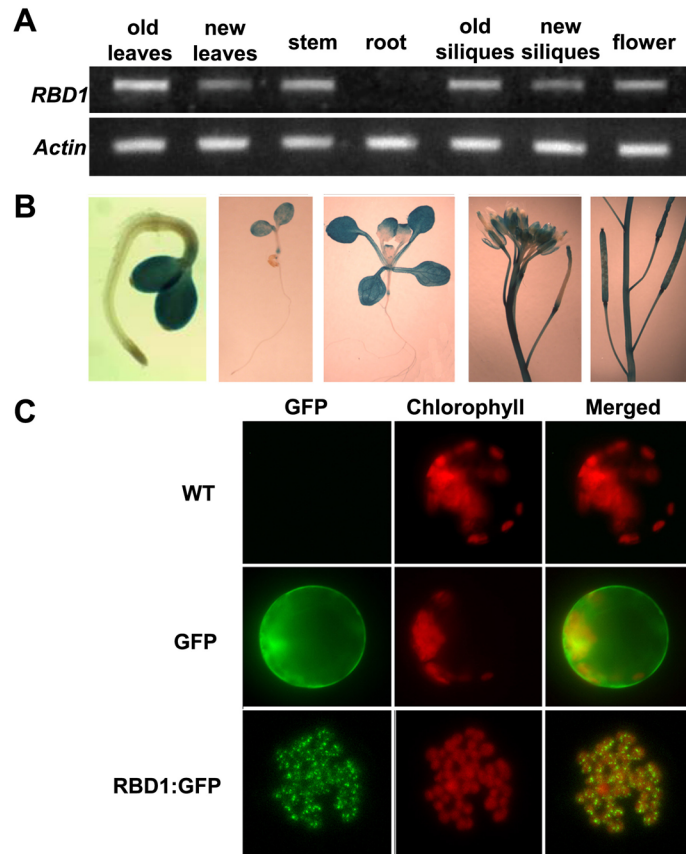 A
old leaves new leaves stem root old siliques new siliques flower
RBD1
Actin
B
C
GFP Chlorophyll Merged
WT
GFP
RBD1:GFP